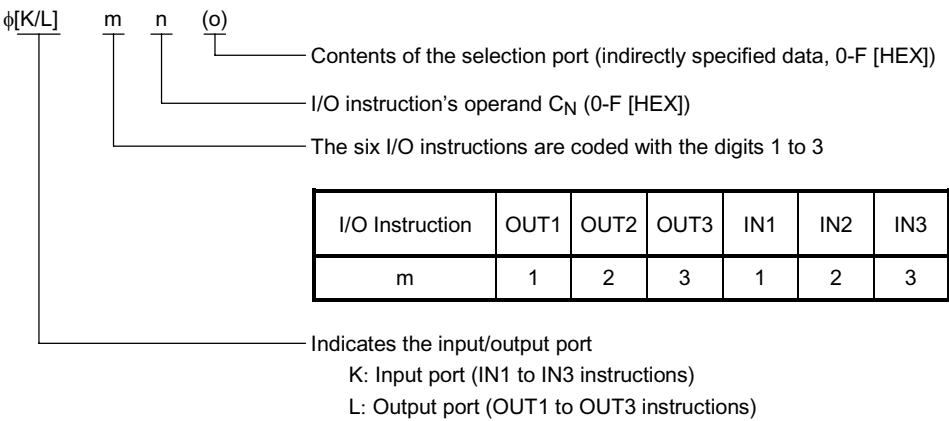 ϕ[K/L] m n (o)
Contents of the selection port (indirectly specified data, 0-F [HEX])
I/O instruction's operand CN (0-F [HEX])
The six I/O instructions are coded with the digits 1 to 3
I/O Instruction OUT1 OUT2 OUT3 IN1 IN2 IN3
m 1 2 3 1 2 3
Indicates the input/output port
K: Input port (IN1 to IN3 instructions)
L: Output port (OUT1 to OUT3 instructions)